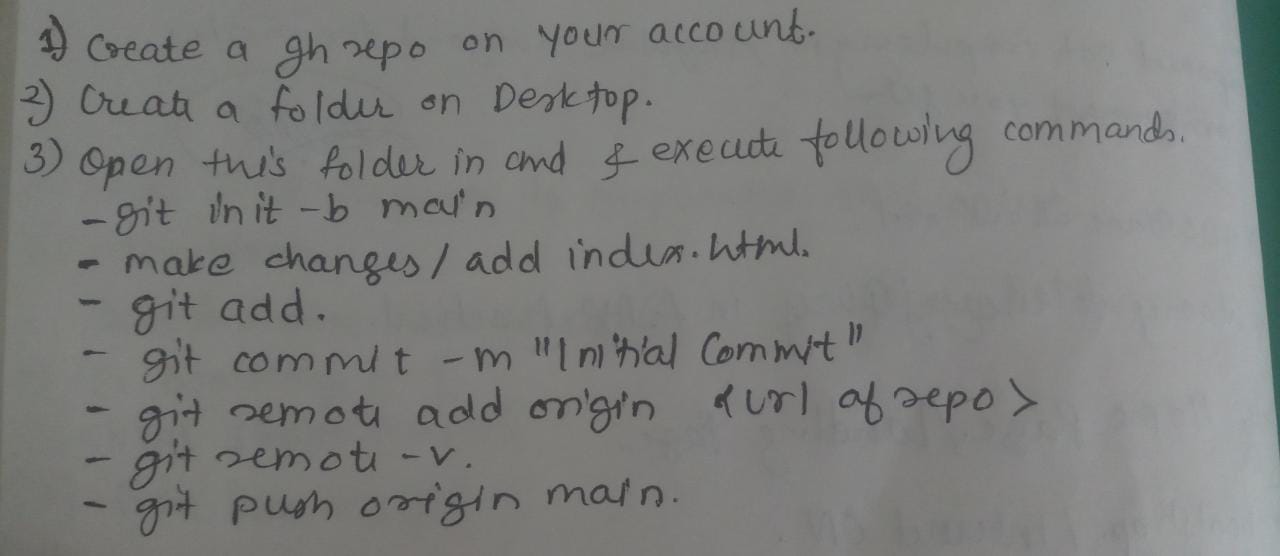 1) Create a gh repo on your account.
2) Create a folder on Desktop.
3) Open this folder in cmd & execute following commands.
- git init -b main
- make changes / add index.html.
- git add.
- git commit -m "Initial Commit"
- git remote add origin <url of repo>
- git remote -v.
- git push origin main.